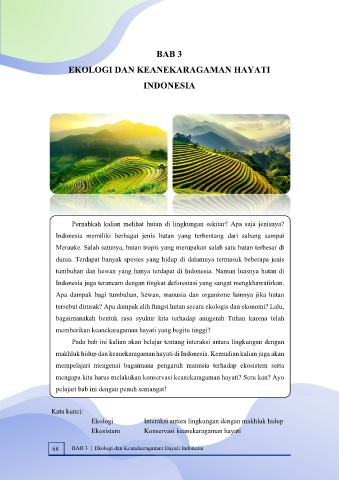 BAB 3
EKOLOGI DAN KEANEKARAGAMAN HAYATI
INDONESIA
Pernahkah kalian melihat hutan di lingkungan sekitar? Apa saja jenisnya?
Indonesia memiliki berbagai jenis hutan yang terbentang dari sabang sampai
Merauke. Salah satunya, hutan tropis yang merupakan salah satu hutan terbesar di
dunia. Terdapat banyak spesies yang hidup di dalamnya termasuk beberapa jenis
tumbuhan dan hewan yang hanya terdapat di Indonesia. Namun luasnya hutan di
Indonesia juga terancam dengan tingkat deforestasi yang sangat mengkhawatirkan.
Apa dampak bagi tumbuhan, hewan, manusia dan organisme lainnya jika hutan
tersebut dirusak? Apa dampak alih fungsi hutan secara ekologis dan ekonomi? Lalu,
bagaimanakah bentuk rasa syukur kita terhadap anugerah Tuhan karena telah
memberikan keanekaragaman hayati yang begitu tinggi?
Pada bab ini kalian akan belajar tentang interaksi antara lingkungan dengan
makhluk hidup dan keanekaragaman hayati di Indonesia. Kemudian kalian juga akan
mempelajari mengenai bagaimana pengaruh manusia terhadap ekosistem serta
mengapa kita harus melakukan konservasi keanekaragaman hayati? Seru kan? Ayo
pelajari bab ini dengan penuh semangat!
Kata kunci:
Ekologi Interaksi antara lingkungan dengan makhluk hidup
Ekosistem Konservasi keanekaragaman hayati
68 BAB 3 | Ekologi dan Keanekaragaman Hayati Indonesia